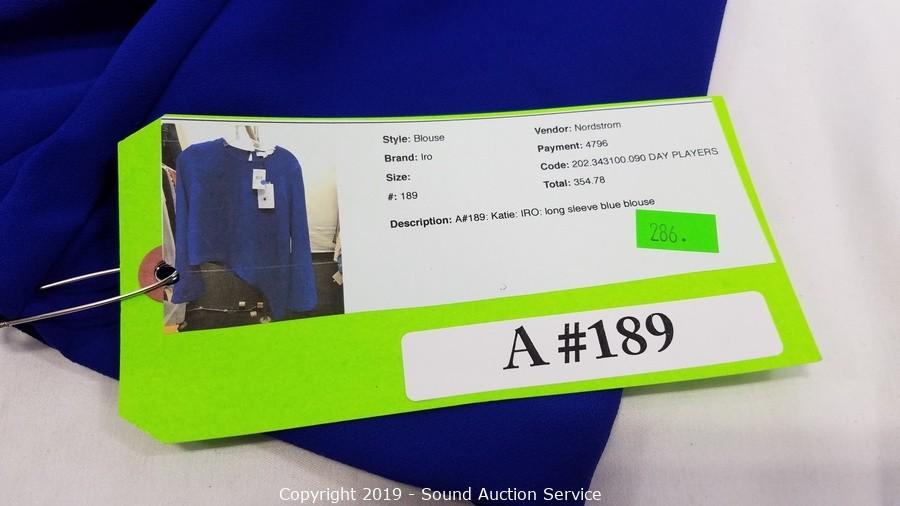 Style: Blouse
Brand: Iro
Size:
#: 189
Vendor: Nordstrom
Payment: 4796
Code: 202.343100.090 DAY PLAYERS
Total: 354.78
Description: A#189: Katie: IRO: long sleeve blue blouse
286.
A #189
Copyright 2019 - Sound Auction Service